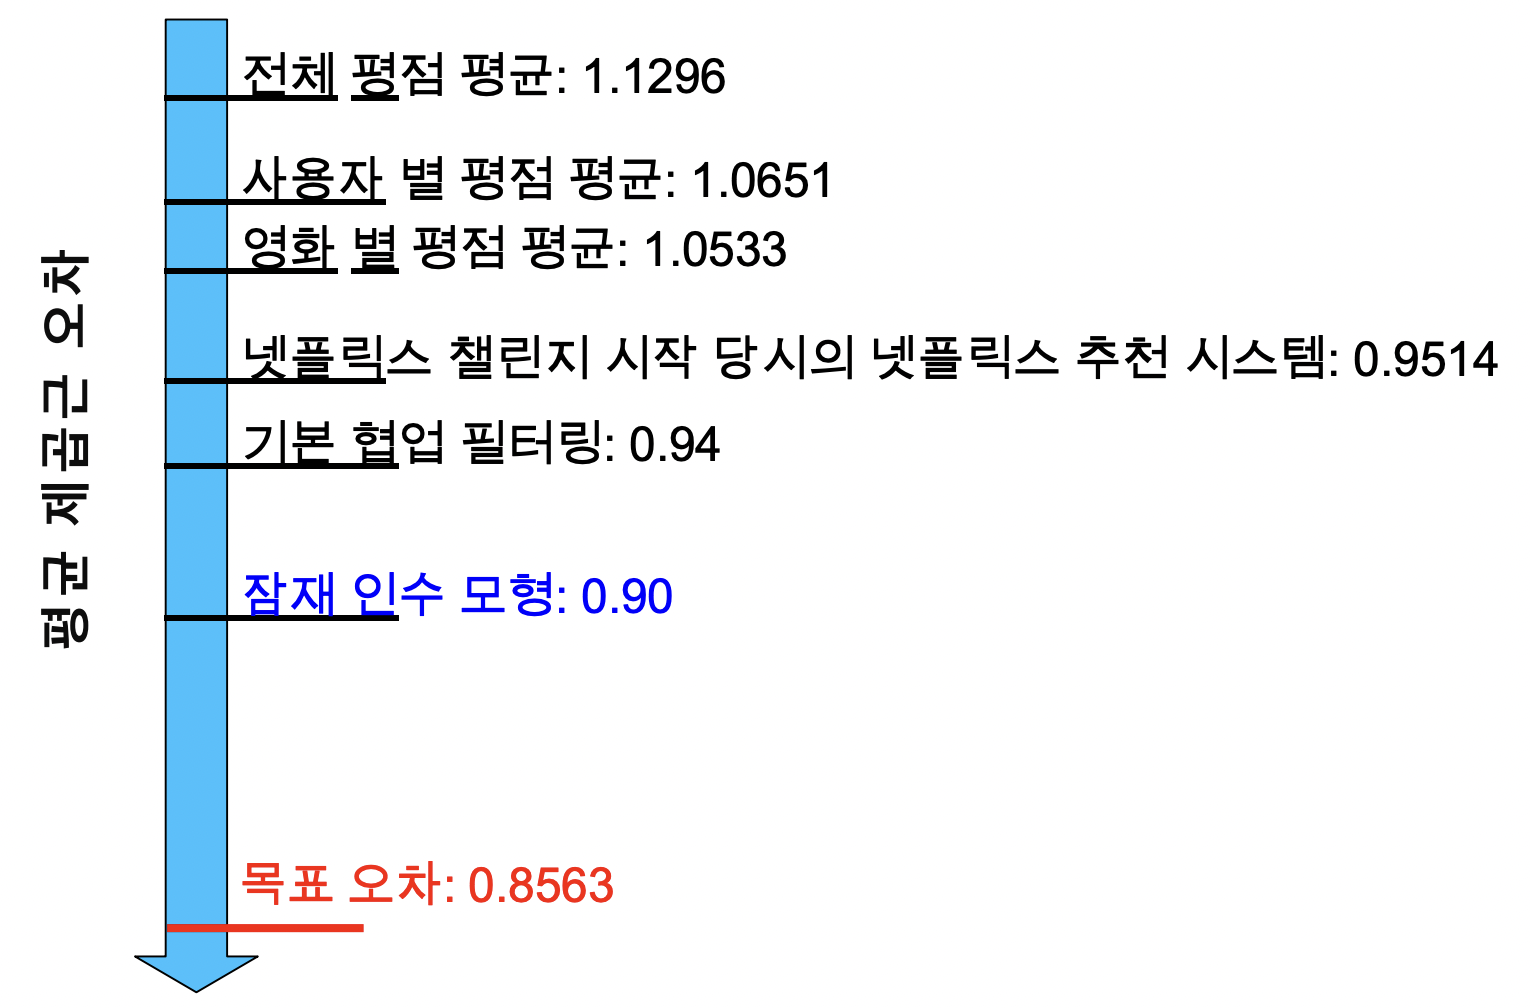 평균 제곱근 오차
전체 평점 평균: 1.1296
사용자 별 평점 평균: 1.0651
영화 별 평점 평균: 1.0533
넷플릭스 챌린지 시작 당시의 넷플릭스 추천 시스템: 0.9514
기본 협업 필터링: 0.94
잠재 인수 모형: 0.90
목표 오차: 0.8563